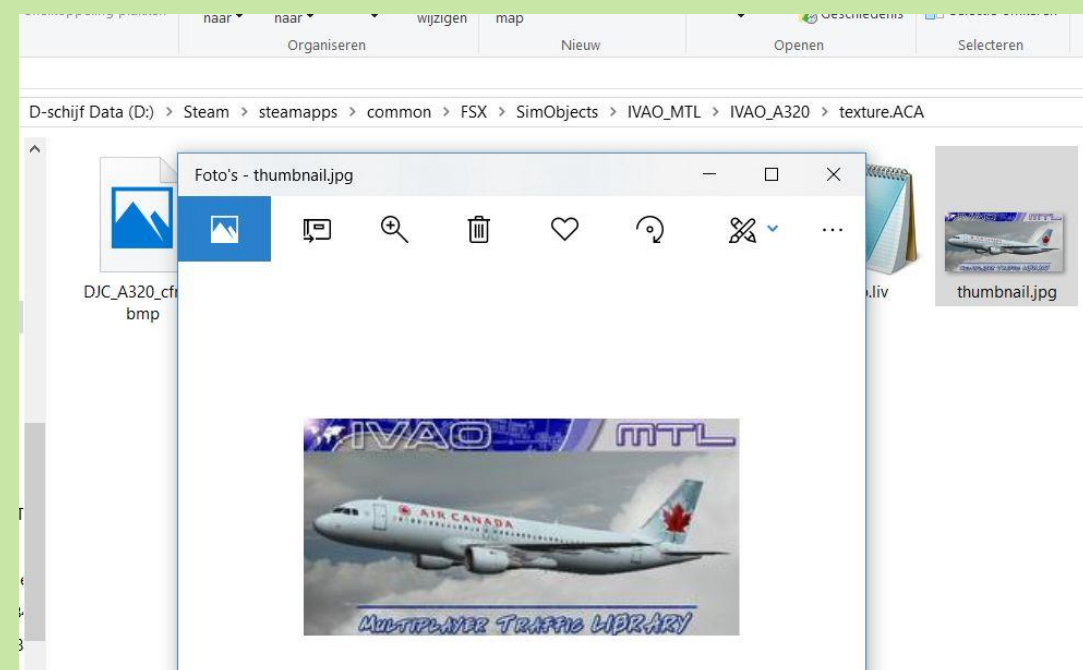 naar naar wijzigen map Geschiedenis
Organiseren Nieuw Openen Selecteren
D-schijf Data (D:) > Steam > steamapps > common > FSX > SimObjects > IVAO_MTL > IVAO_A320 > texture.ACA
Foto's - thumbnail.jpg
DJC_A320_cfm
bmp
.liv
thumbnail.jpg
IVAO MTL
AIR CANADA
MULTIPLAYER TRAFFIC LIBRARY